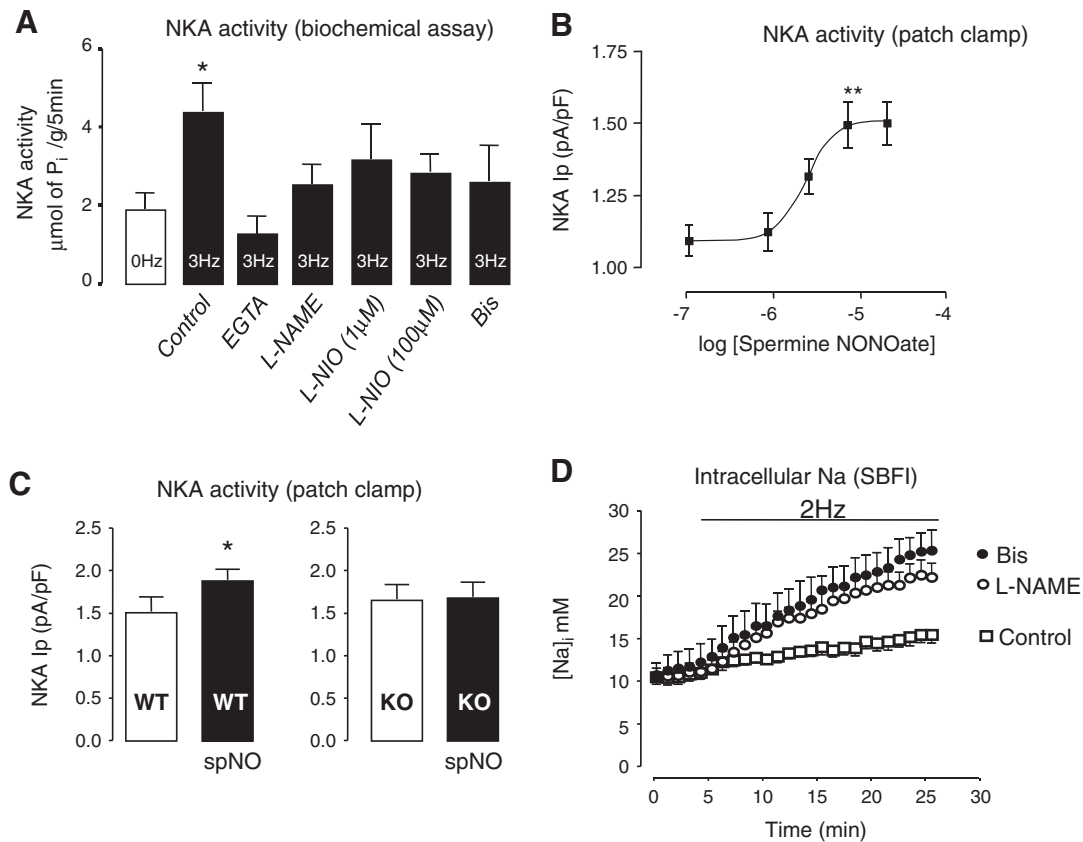 A
NKA activity (biochemical assay)
NKA activity
μmol of Pi /g/5min
6
4
2
0
*
0Hz
3Hz
3Hz
3Hz
3Hz
3Hz
3Hz
Control
EGTA
L-NAME
L-NIO (1μM)
L-NIO (100μM)
Bis
B
NKA activity (patch clamp)
NKA Ip (pA/pF)
1.75
1.50
1.25
1.00
**
-7
-6
-5
-4
log [Spermine NONOate]
C
NKA activity (patch clamp)
NKA Ip (pA/pF)
2.5
2.0
1.5
1.0
0.5
0.0
*
WT
WT
spNO
2.5
2.0
1.5
1.0
0.5
0.0
KO
KO
spNO
D
Intracellular Na (SBFI)
2Hz
[Na]i mM
30
25
20
15
10
5
0
Bis
L-NAME
Control
0
5
10
15
20
25
30
Time (min)